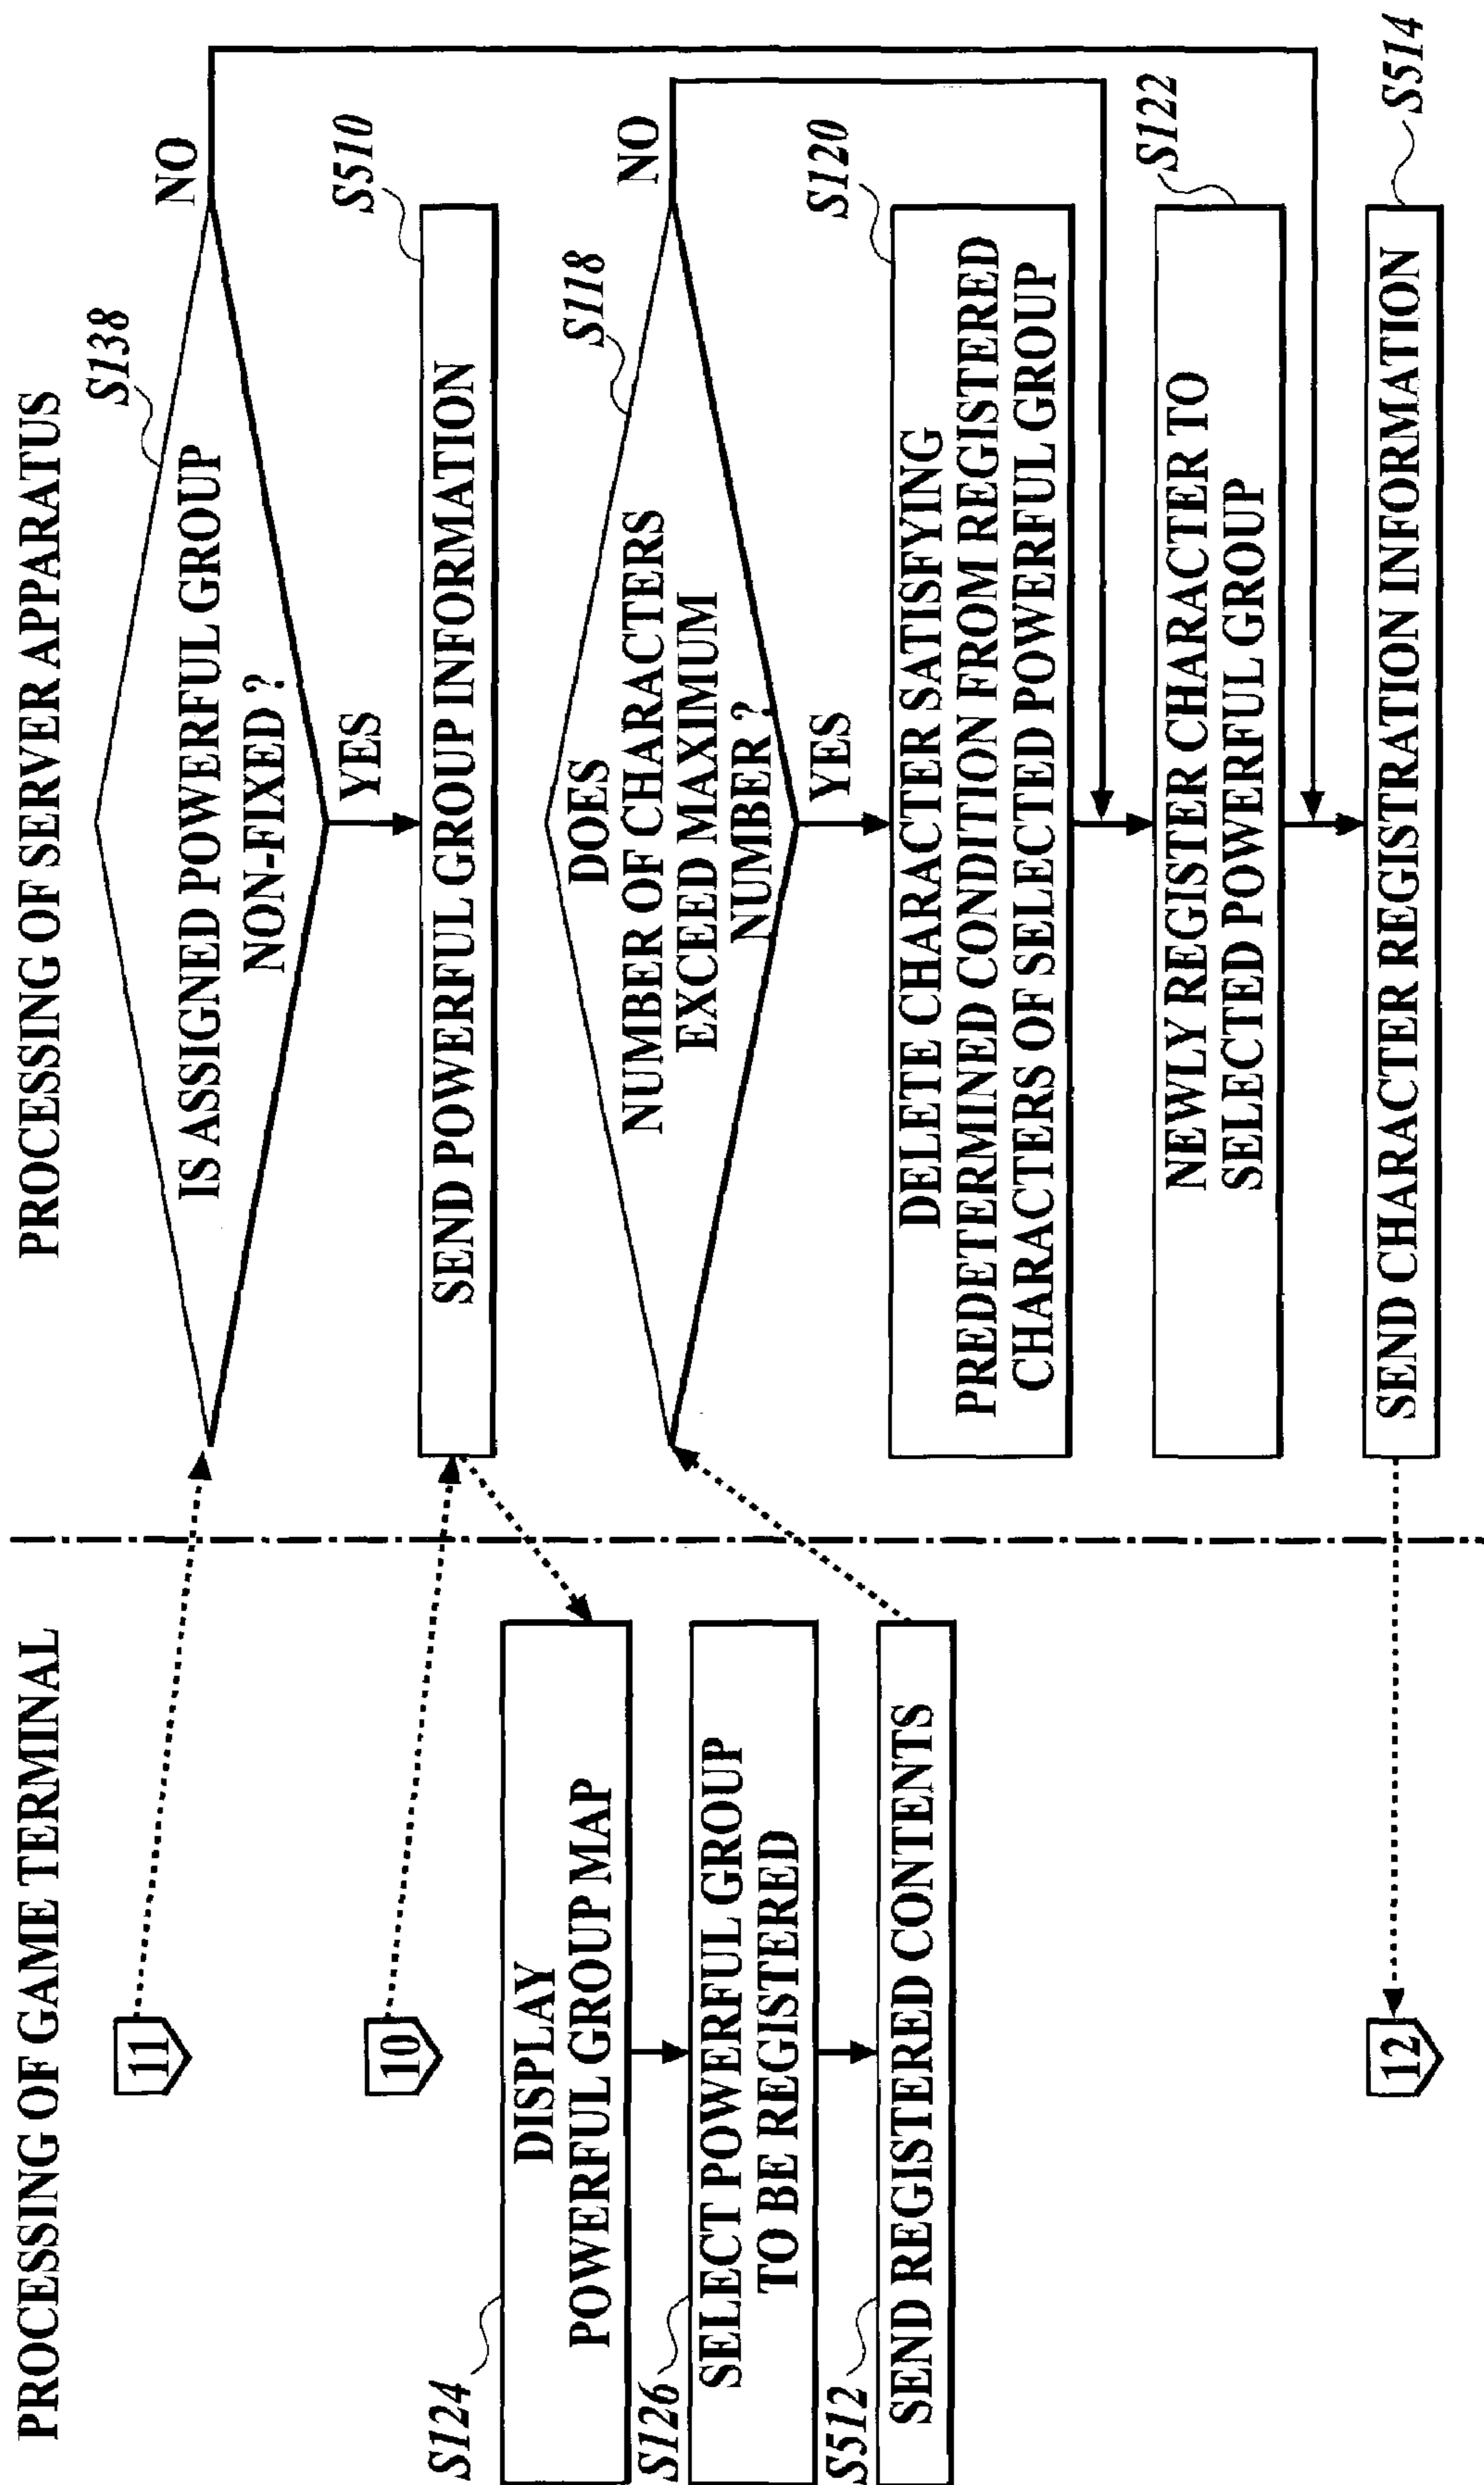 PROCESSING OF GAME TERMINAL
PROCESSING OF SERVER APPARATUS
11
S138
IS ASSIGNED POWERFUL GROUP
NON-FIXED ?
NO
YES
10
S510
SEND POWERFUL GROUP INFORMATION
S124
DISPLAY
POWERFUL GROUP MAP
S126
SELECT POWERFUL GROUP
TO BE REGISTERED
S512
SEND REGISTERED CONTENTS
S118
DOES
NUMBER OF CHARACTERS
EXCEED MAXIMUM
NUMBER ?
NO
YES
S120
DELETE CHARACTER SATISFYING
PREDETERMINED CONDITION FROM REGISTERED
CHARACTERS OF SELECTED POWERFUL GROUP
S122
NEWLY REGISTER CHARACTER TO
SELECTED POWERFUL GROUP
S514
SEND CHARACTER REGISTRATION INFORMATION
12